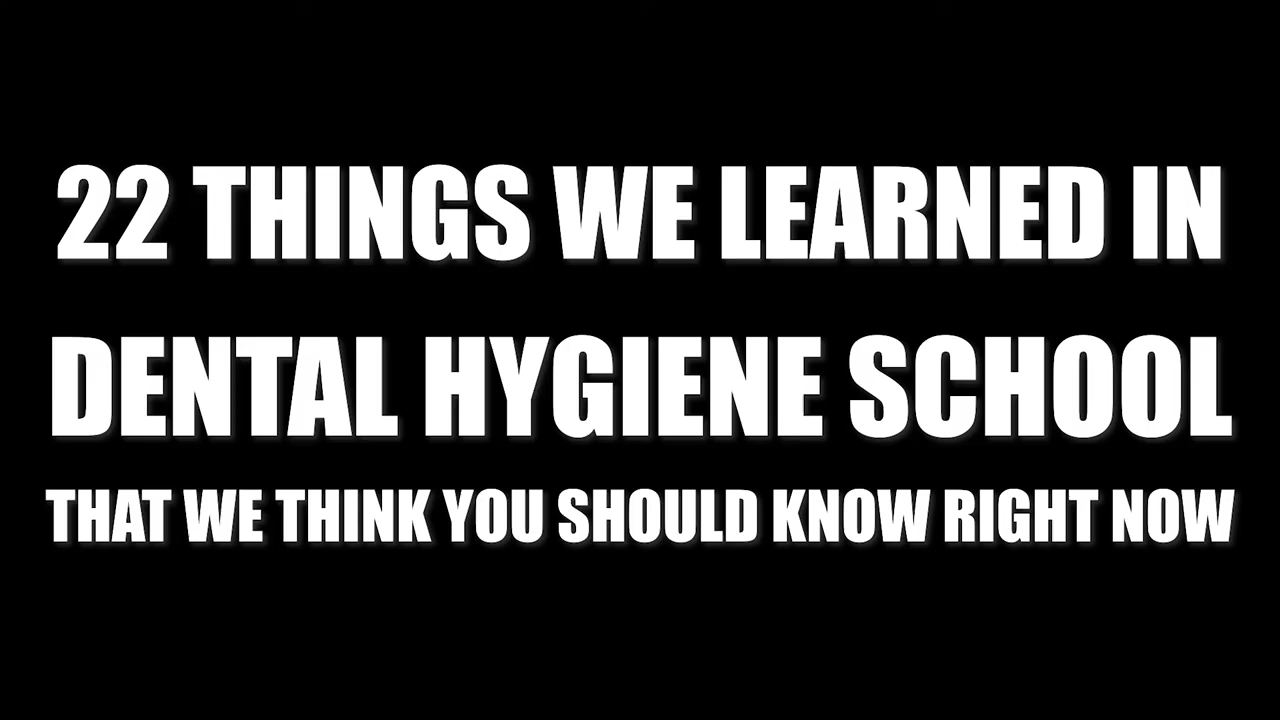 22 THINGS WE LEARNED IN
DENTAL HYGIENE SCHOOL
THAT WE THINK YOU SHOULD KNOW RIGHT NOW